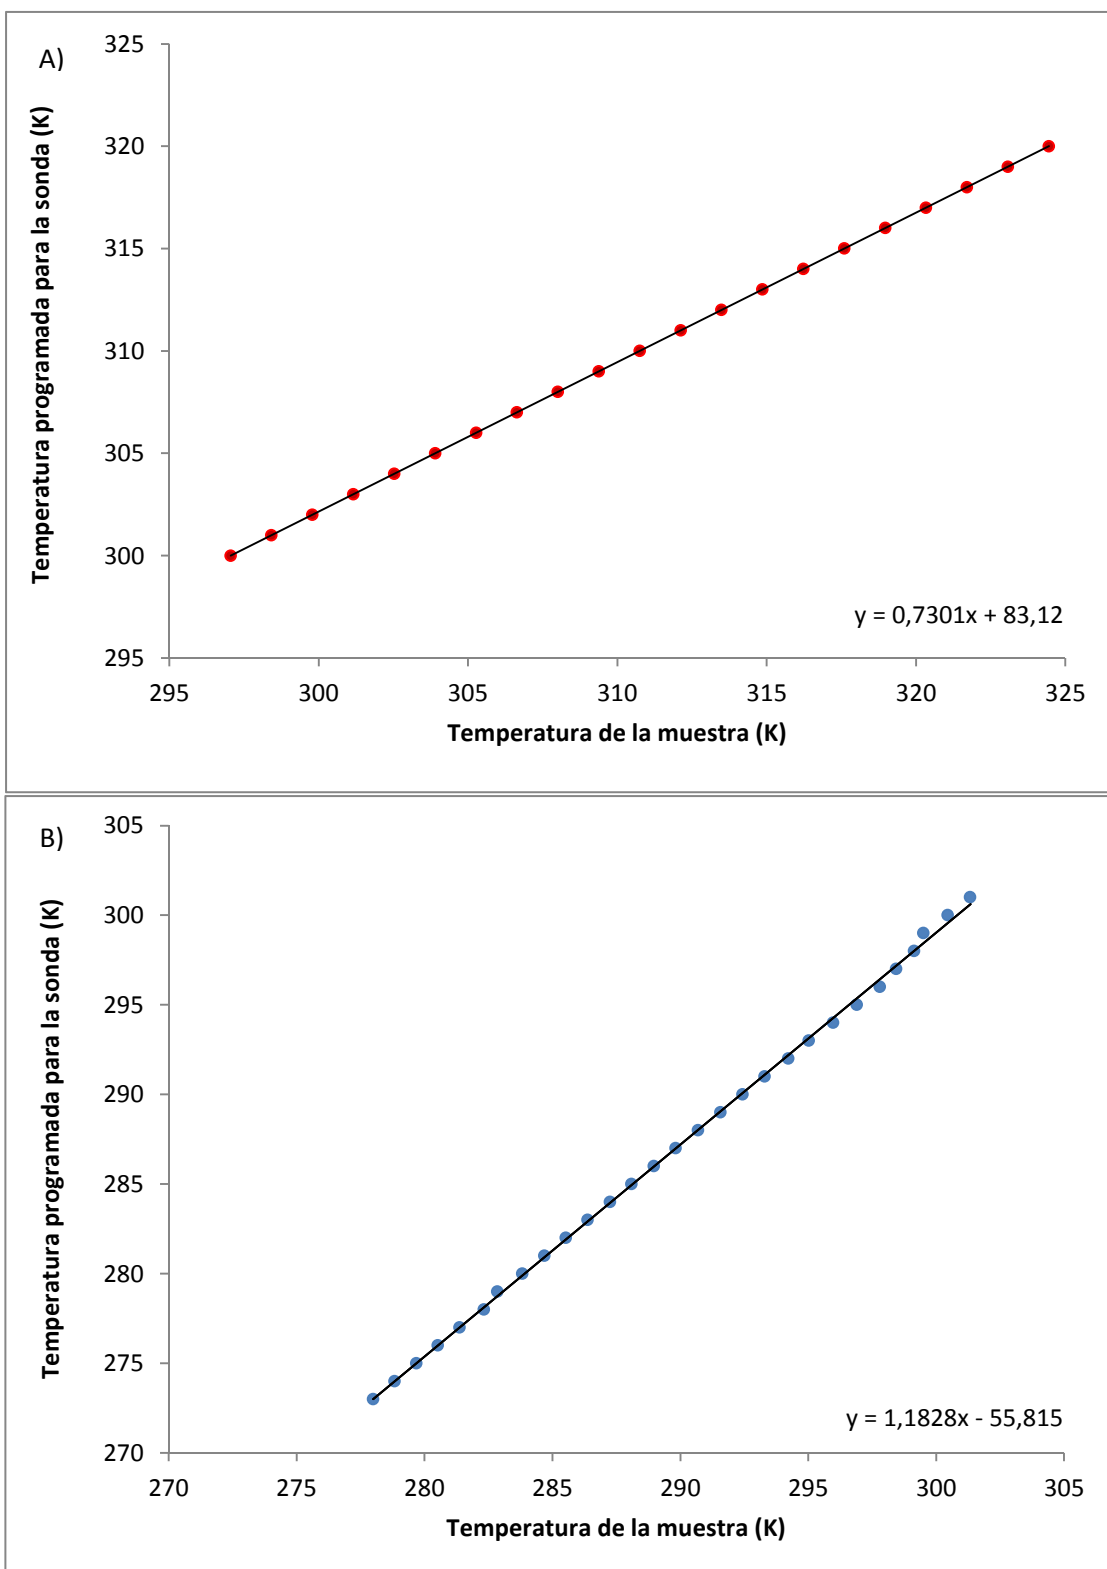 A)
Temperatura programada para la sonda (K)
325
320
315
310
305
300
295
295 300 305 310 315 320 325
y = 0,7301x + 83,12
Temperatura de la muestra (K)
B)
Temperatura programada para la sonda (K)
305
300
295
290
285
280
275
270
270 275 280 285 290 295 300 305
y = 1,1828x - 55,815
Temperatura de la muestra (K)